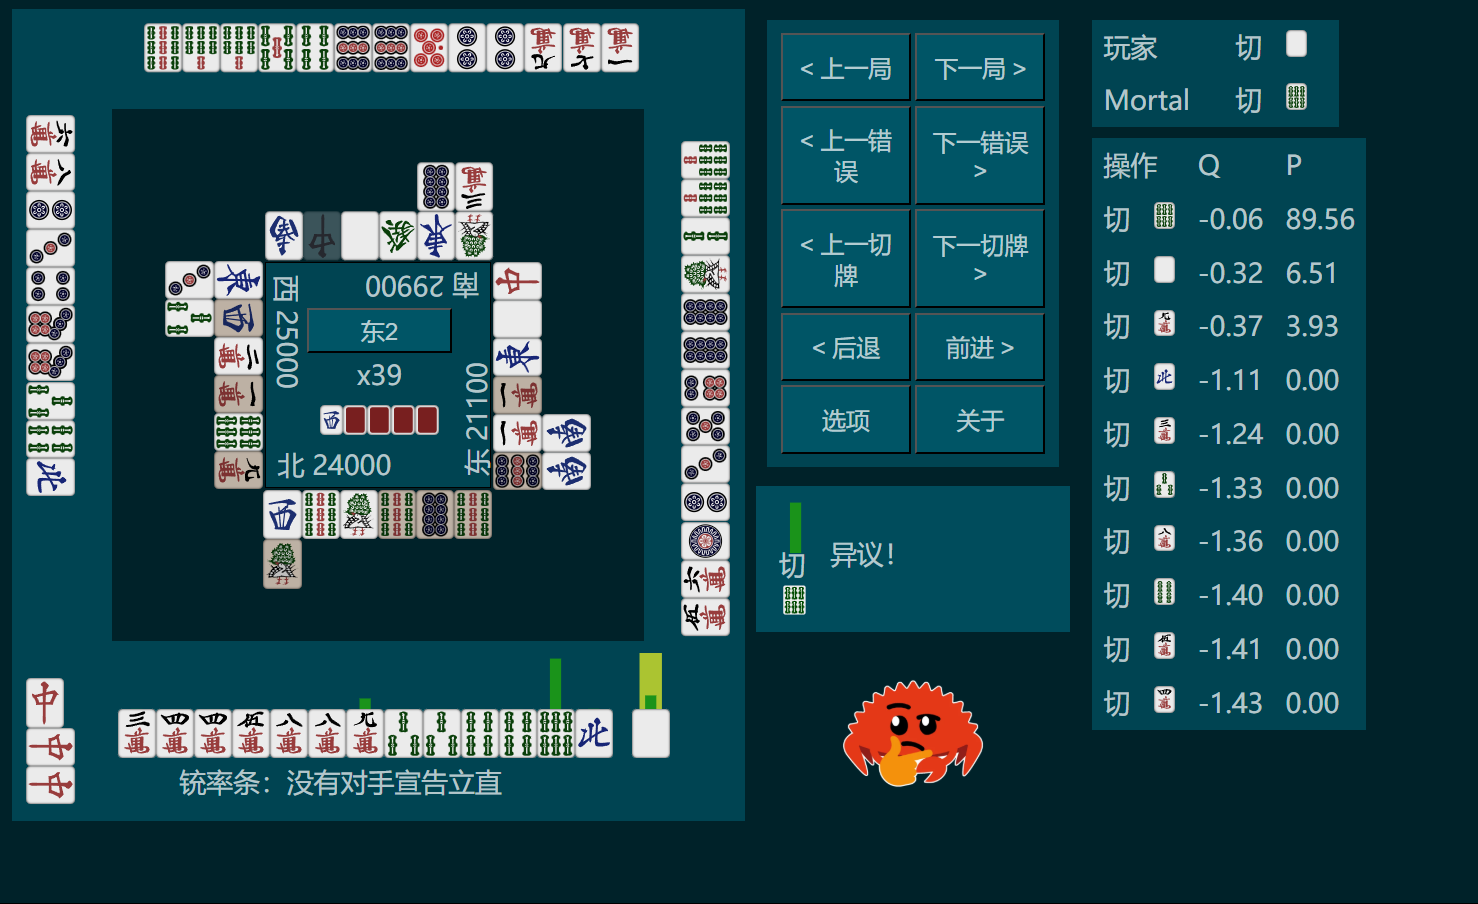 < 上一局
下一局 >
< 上一错误
下一错误 >
< 上一切牌
下一切牌 >
< 后退
前进 >
选项
关于
玩家 切
Mortal 切
操作 Q P
切 -0.06 89.56
切 -0.32 6.51
切 -0.37 3.93
切 -1.11 0.00
切 -1.24 0.00
切 -1.33 0.00
切 -1.36 0.00
切 -1.40 0.00
切 -1.41 0.00
切 -1.43 0.00
南 29900
西 25000
东2
x39
东 21100
北 24000
切
异议！
铳率条：没有对手宣告立直